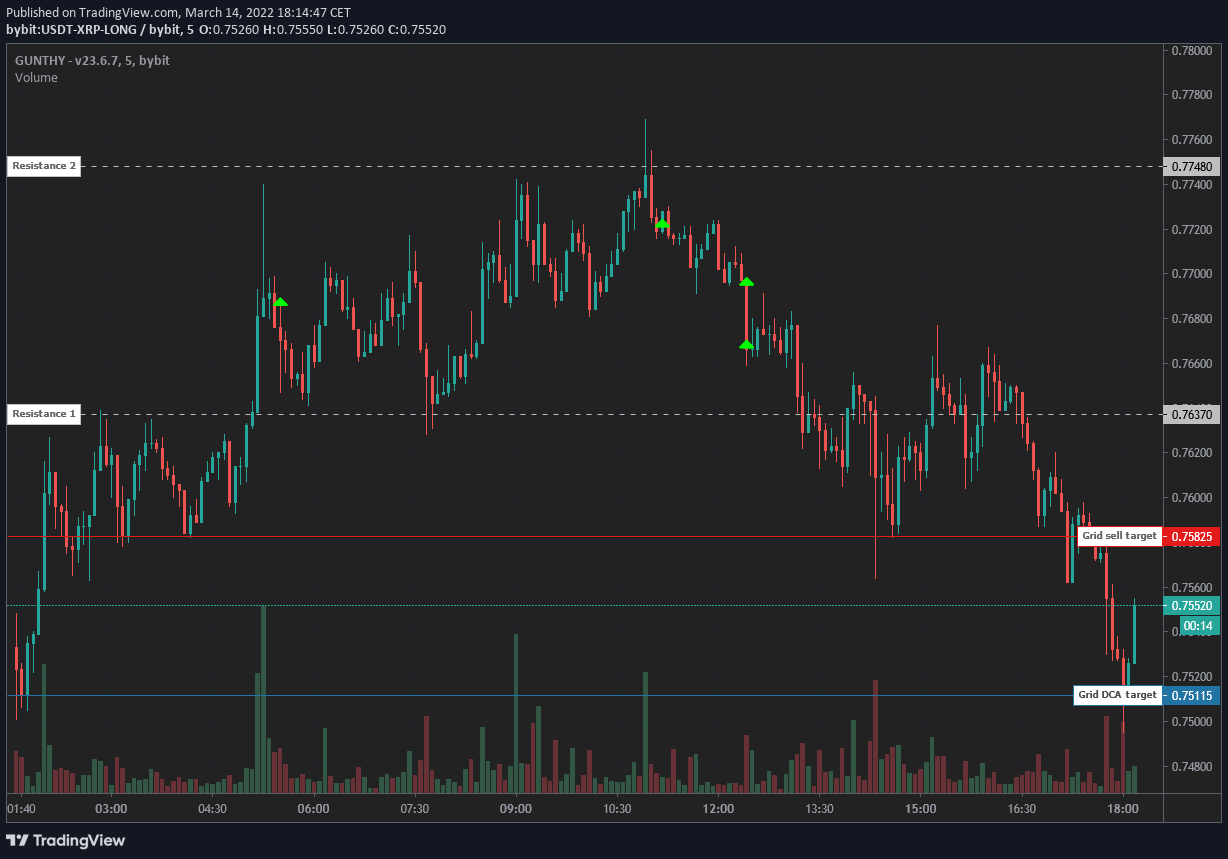 Published on TradingView.com, March 14, 2022 18:14:47 CET
bybit:USDT-XRP-LONG / bybit, 5 O:0.75260 H:0.75550 L:0.75260 C:0.75520
GUNTHY - v23.6.7, 5, bybit
Volume
0.78000
0.77800
0.77600
Resistance 2
0.77480
0.77400
0.77200
0.77000
0.76800
0.76600
Resistance 1
0.76370
0.76200
0.76000
Grid sell target
0.75825
0.75600
0.75520
00:14
0.75200
Grid DCA target
0.75115
0.75000
0.74800
01:40 03:00 04:30 06:00 07:30 09:00 10:30 12:00 13:30 15:00 16:30 18:00
TradingView